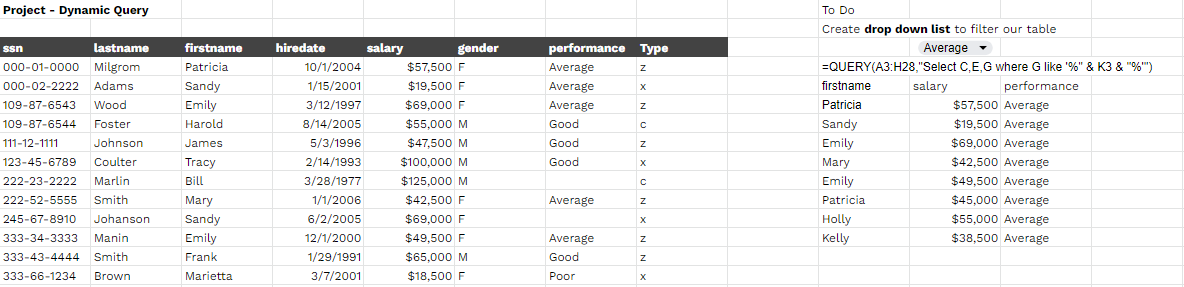 Project - Dynamic Query To Do
Create drop down list to filter our table
ssn lastname firstname hiredate salary gender performance Type Average
000-01-0000 Milgrom Patricia 10/1/2004 $57,500 F Average z =QUERY(A3:H28,"Select C,E,G where G like '%" & K3 & "%'")
000-02-2222 Adams Sandy 1/15/2001 $19,500 F Average x firstname salary performance
109-87-6543 Wood Emily 3/12/1997 $69,000 F Average z Patricia $57,500 Average
109-87-6544 Foster Harold 8/14/2005 $55,000 M Good c Sandy $19,500 Average
111-12-1111 Johnson James 5/3/1996 $47,500 M Good z Emily $69,000 Average
123-45-6789 Coulter Tracy 2/14/1993 $100,000 M Good x Mary $42,500 Average
222-23-2222 Marlin Bill 3/28/1977 $125,000 M c Emily $49,500 Average
222-52-5555 Smith Mary 1/1/2006 $42,500 F Average z Patricia $45,000 Average
245-67-8910 Johanson Sandy 6/2/2005 $69,000 F x Holly $55,000 Average
333-34-3333 Manin Emily 12/1/2000 $49,500 F Average z Kelly $38,500 Average
333-43-4444 Smith Frank 1/29/1991 $65,000 M Good z
333-66-1234 Brown Marietta 3/7/2001 $18,500 F Poor x